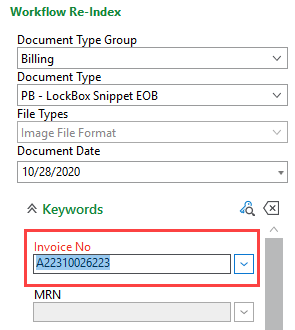 Workflow Re-Index
Document Type Group
Billing
Document Type
PB - LockBox Snippet EOB
File Types
Image File Format
Document Date
10/28/2020
Keywords
Invoice No
A22310026223
MRN